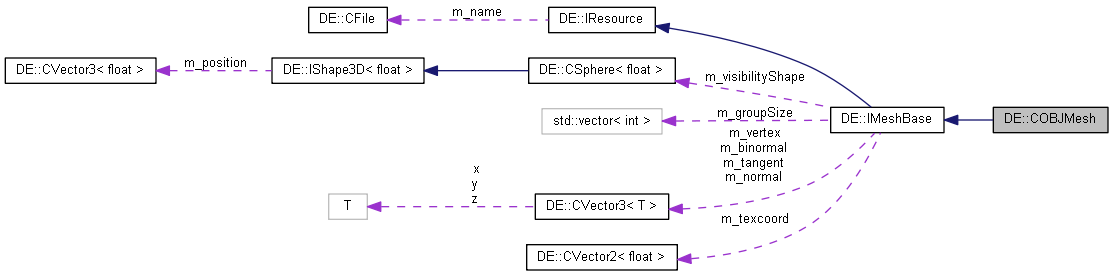 DE::CFile
m_name
DE::IResource
DE::CVector3< float >
m_position
DE::IShape3D< float >
DE::CSphere< float >
m_visibilityShape
std::vector< int >
m_groupSize
DE::IMeshBase
DE::COBJMesh
m_vertex
m_binormal
m_tangent
m_normal
T
x
y
z
DE::CVector3< T >
m_texcoord
DE::CVector2< float >